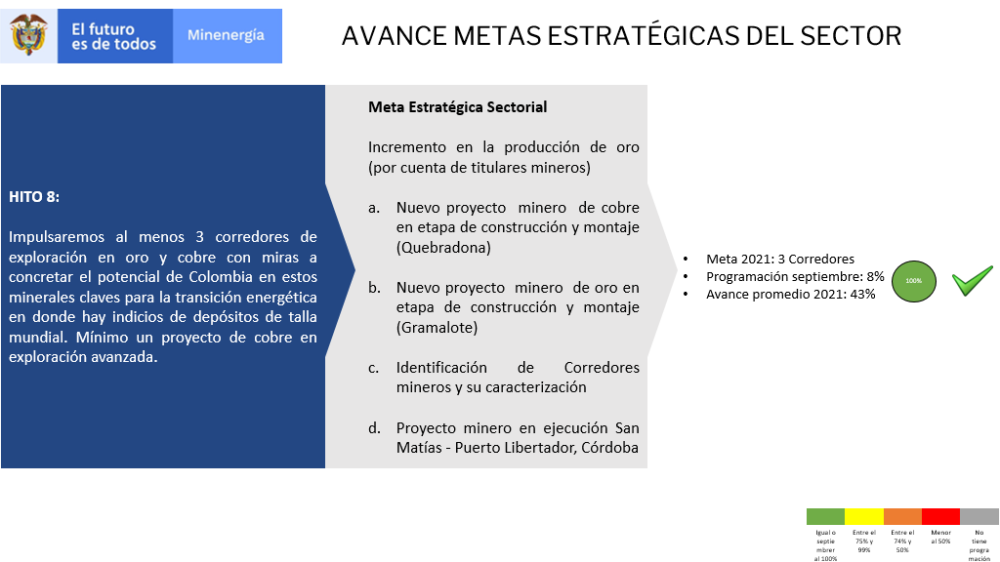 El futuro
es de todos
Minenergía
AVANCE METAS ESTRATÉGICAS DEL SECTOR
HITO 8:
Impulsaremos al menos 3 corredores de
exploración en oro y cobre con miras a
concretar el potencial de Colombia en estos
minerales claves para la transición energética
en donde hay indicios de depósitos de talla
mundial. Mínimo un proyecto de cobre en
exploración avanzada.
Meta Estratégica Sectorial
Incremento en la producción de oro
(por cuenta de titulares mineros)
a. Nuevo proyecto minero de cobre
en etapa de construcción y montaje
(Quebradona)
b. Nuevo proyecto minero de oro en
etapa de construcción y montaje
(Gramalote)
c. Identificación de Corredores
mineros y su caracterización
d. Proyecto minero en ejecución San
Matías - Puerto Libertador, Córdoba
• Meta 2021: 3 Corredores
• Programación septiembre: 8%
• Avance promedio 2021: 43%
100%
Igual o
septie
mbrer
al 100%
Entre el
75% y
99%
Entre el
74% y
50%
Menor
al 50%
No
tiene
progra
mación